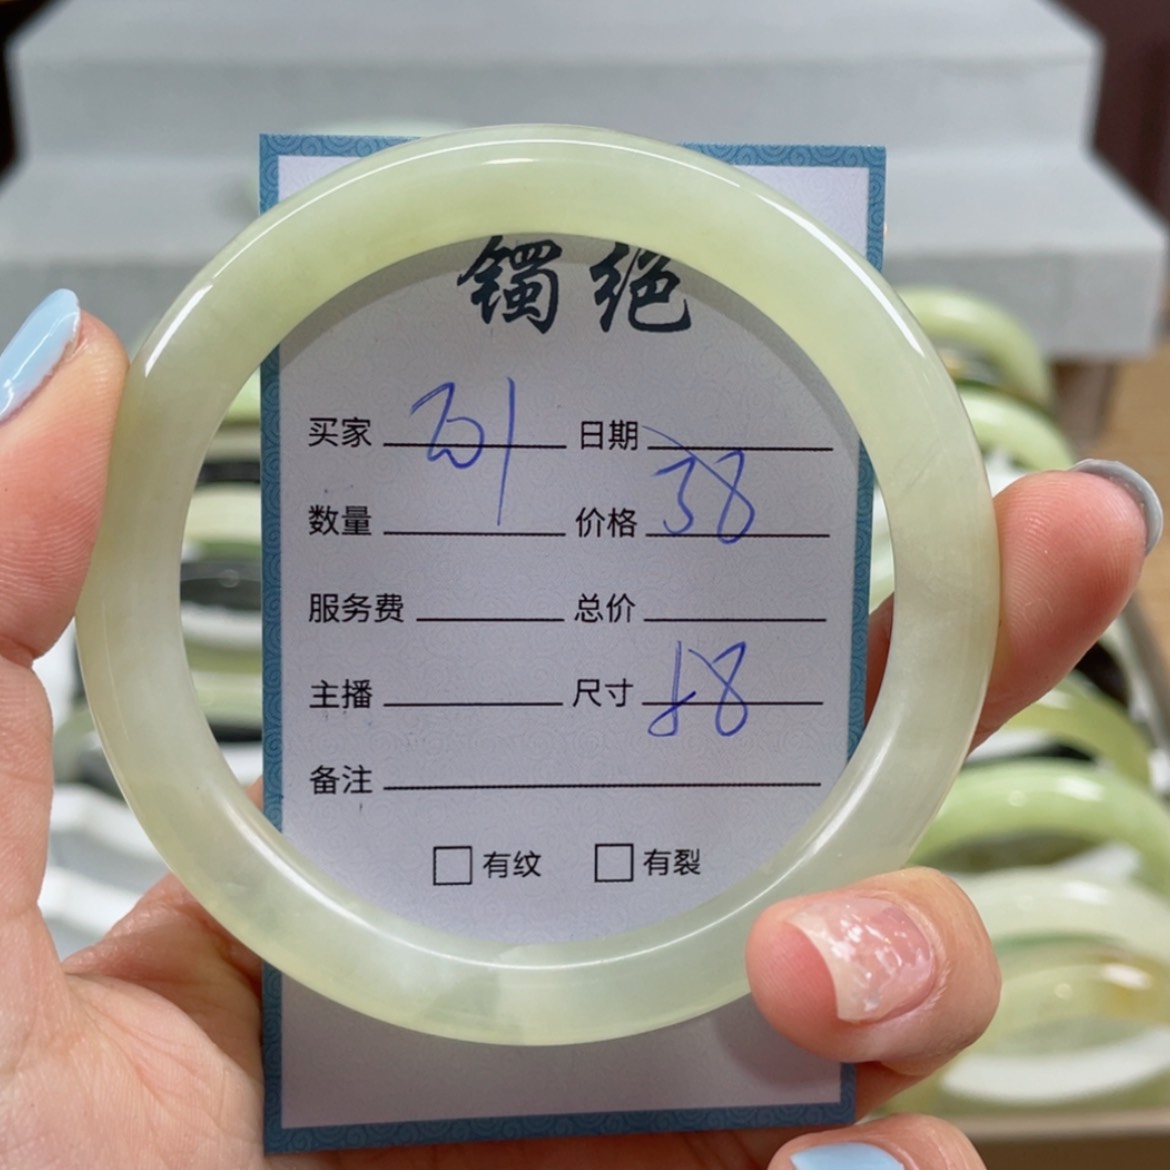 镯绝
买家 日期
数量 价格 38
服务费 总价
主播 尺寸 58
备注
有纹 有裂